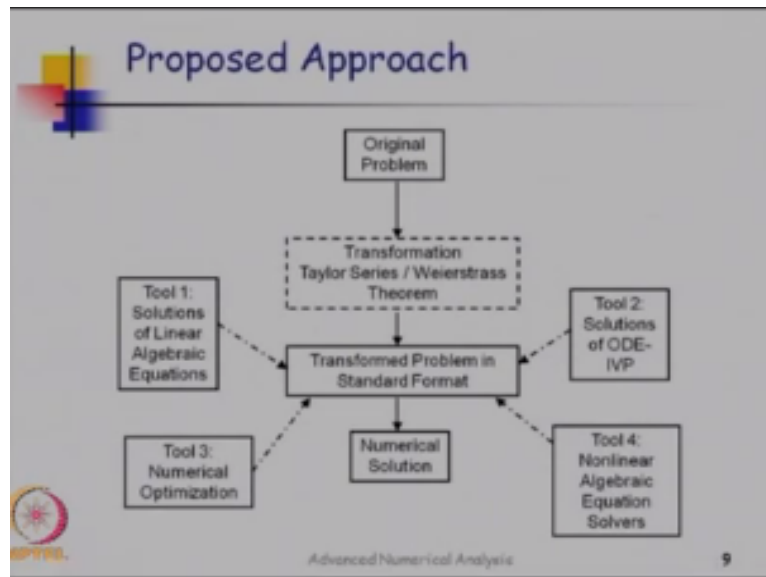 Proposed Approach
Original
Problem
Transformation
Taylor Series / Weierstrass
Theorem
Tool 1:
Solutions
of Linear
Algebraic
Equations
Tool 2:
Solutions
of ODE-
IVP
Transformed Problem in
Standard Format
Tool 3:
Numerical
Optimization
Numerical
Solution
Tool 4:
Nonlinear
Algebraic
Equation
Solvers
NPTEL
Advanced Numerical Analysis
9